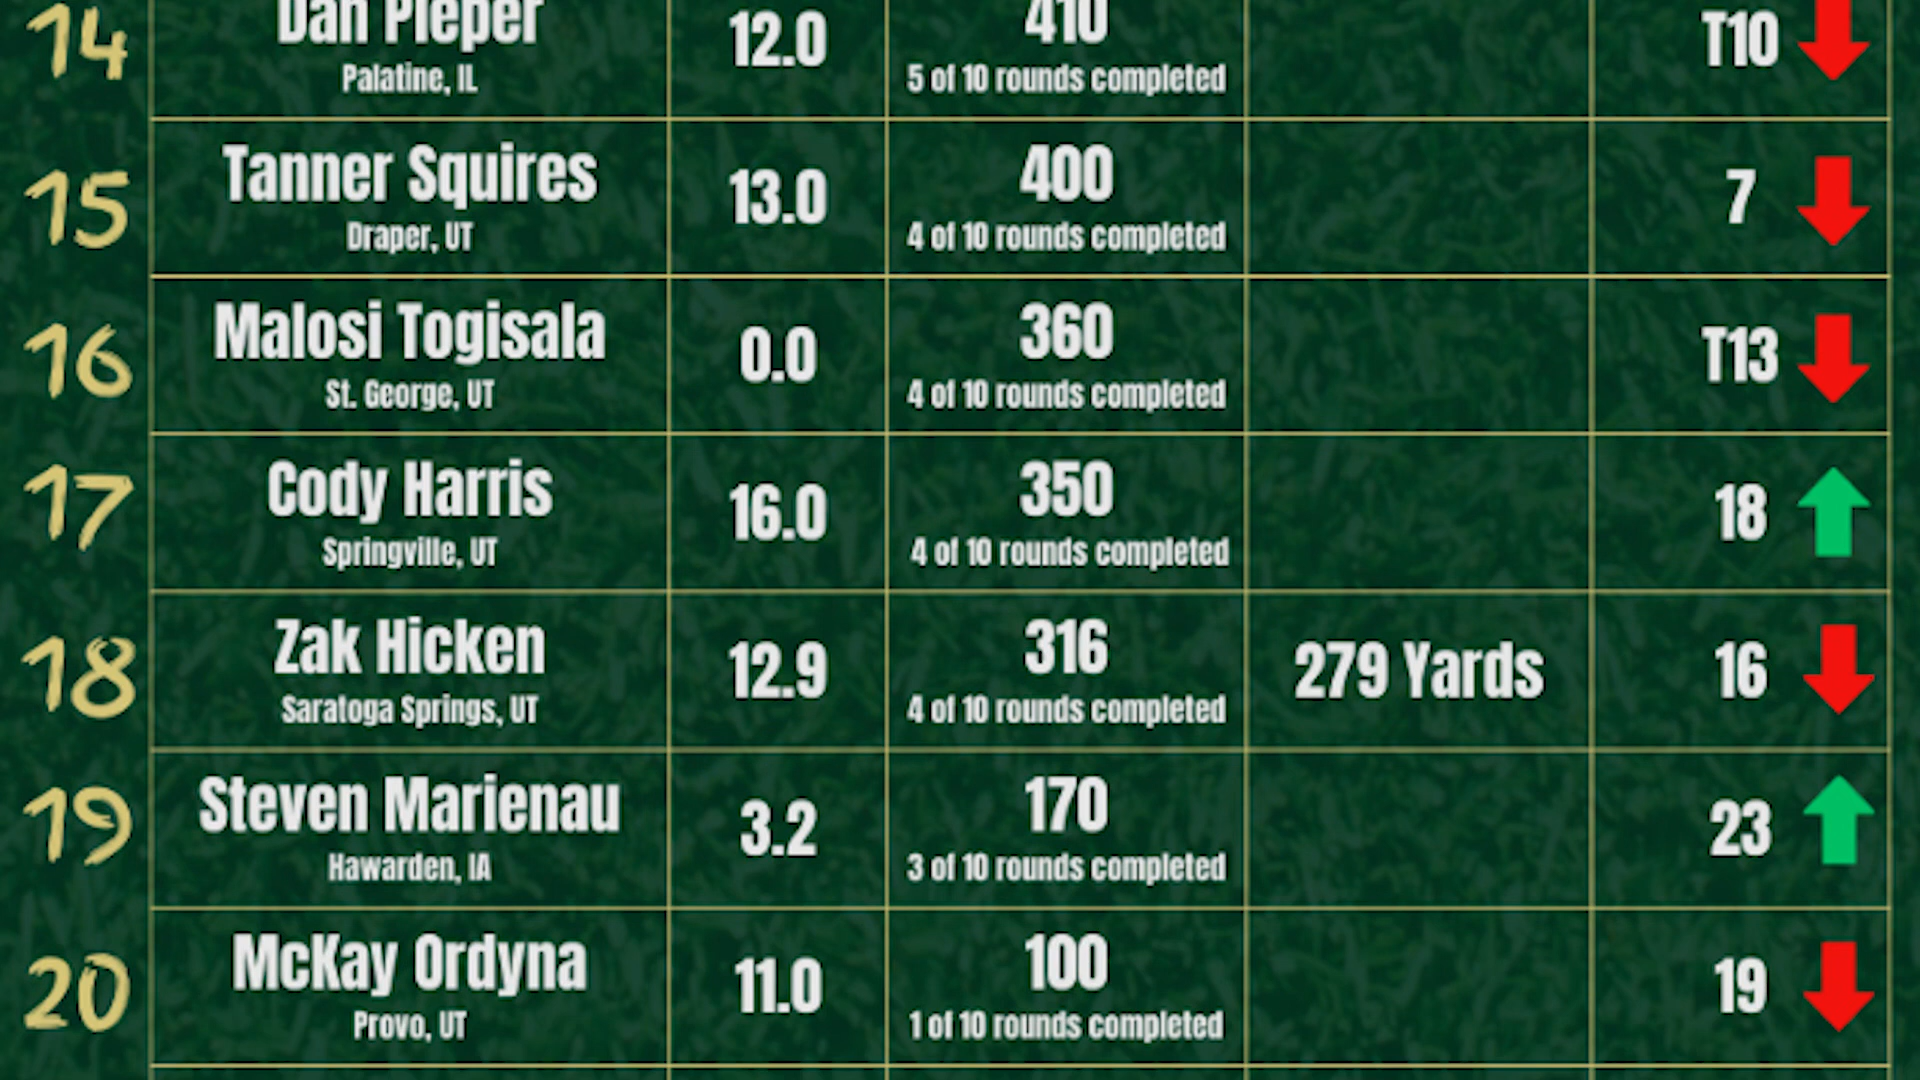 14
Dan Pieper
Palatine, IL
12.0
410
5 of 10 rounds completed
T10
15
Tanner Squires
Draper, UT
13.0
400
4 of 10 rounds completed
7
16
Malosi Togisala
St. George, UT
0.0
360
4 of 10 rounds completed
T13
17
Cody Harris
Springville, UT
16.0
350
4 of 10 rounds completed
18
18
Zak Hicken
Saratoga Springs, UT
12.9
316
4 of 10 rounds completed
279 Yards
16
19
Steven Marienau
Hawarden, IA
3.2
170
3 of 10 rounds completed
23
20
McKay Ordyna
Provo, UT
11.0
100
1 of 10 rounds completed
19